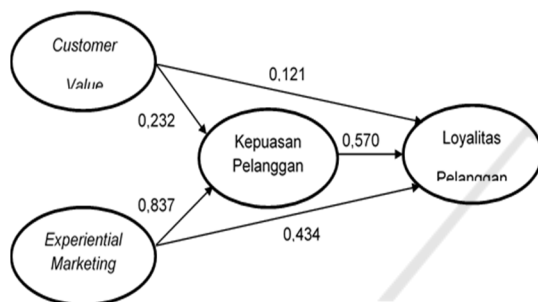 Customer
Value
0,121
0,232
Kepuasan
Pelanggan
0,570
Loyalitas
Pelanggan
0,837
Experiential
Marketing
0,434